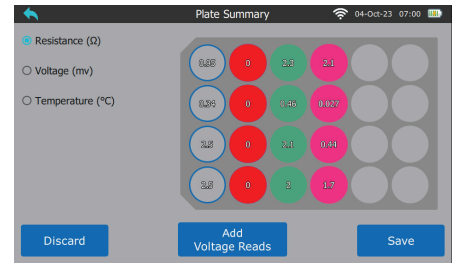 Plate Summary 04-Oct-23 07:00
Resistance (Ω)
Voltage (mv)
Temperature (°C)
0.95 0 2.2 2.1
0.34 0 0.46 0.027
2.5 0 2.1 0.44
2.5 0 2 1.7
Discard
Add
Voltage Reads
Save